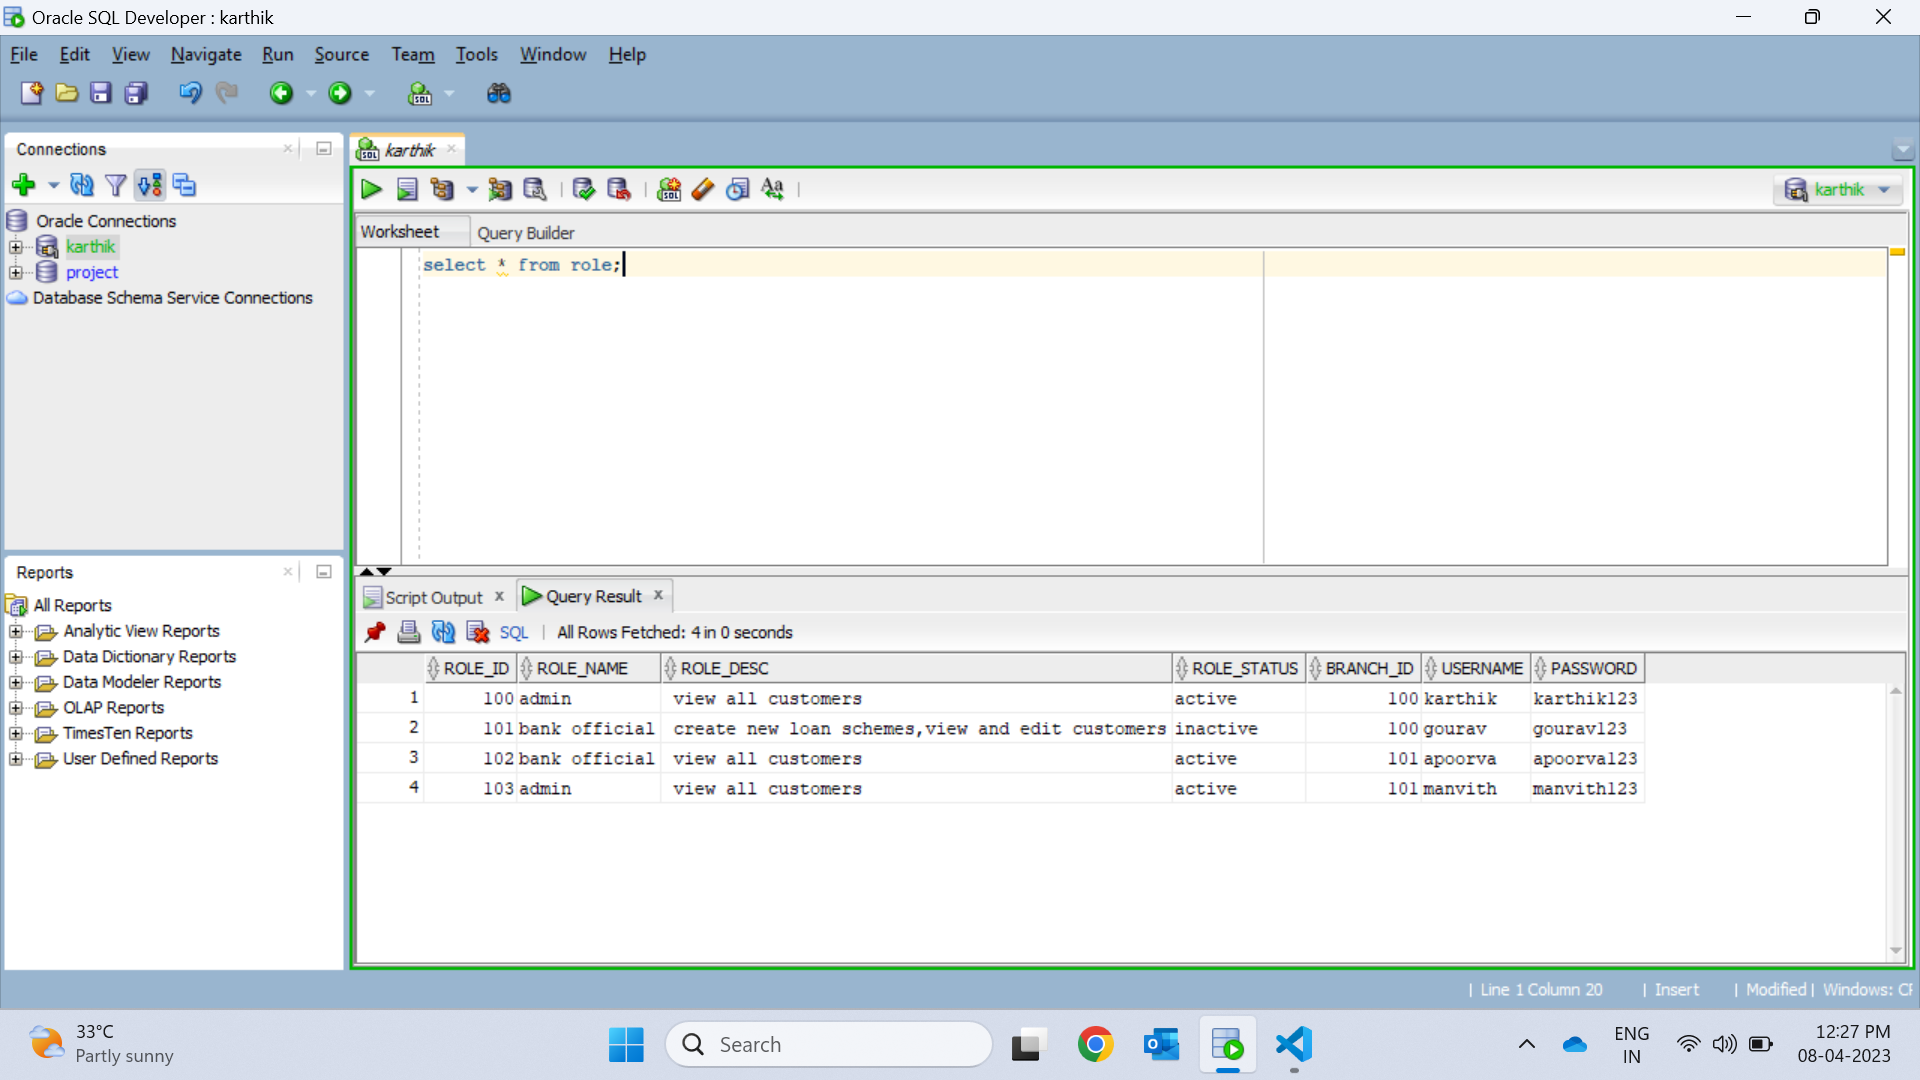 Oracle SQL Developer : karthik
File Edit View Navigate Run Source Team Tools Window Help
Connections
Oracle Connections
karthik
project
Database Schema Service Connections
Reports
All Reports
Analytic View Reports
Data Dictionary Reports
Data Modeler Reports
OLAP Reports
TimesTen Reports
User Defined Reports
karthik
karthik
Worksheet Query Builder
select * from role;
Script Output x Query Result x
SQL | All Rows Fetched: 4 in 0 seconds
ROLE_ID ROLE_NAME ROLE_DESC ROLE_STATUS BRANCH_ID USERNAME PASSWORD
1 100 admin view all customers active 100 karthik karthik123
2 101 bank official create new loan schemes,view and edit customers inactive 100 gourav gourav123
3 102 bank official view all customers active 101 apoorva apoorva123
4 103 admin view all customers active 101 manvith manvith123
| Line 1 Column 20 | Insert | Modified | Windows: CF
33°C
Partly sunny
Search
ENG
IN
12:27 PM
08-04-2023